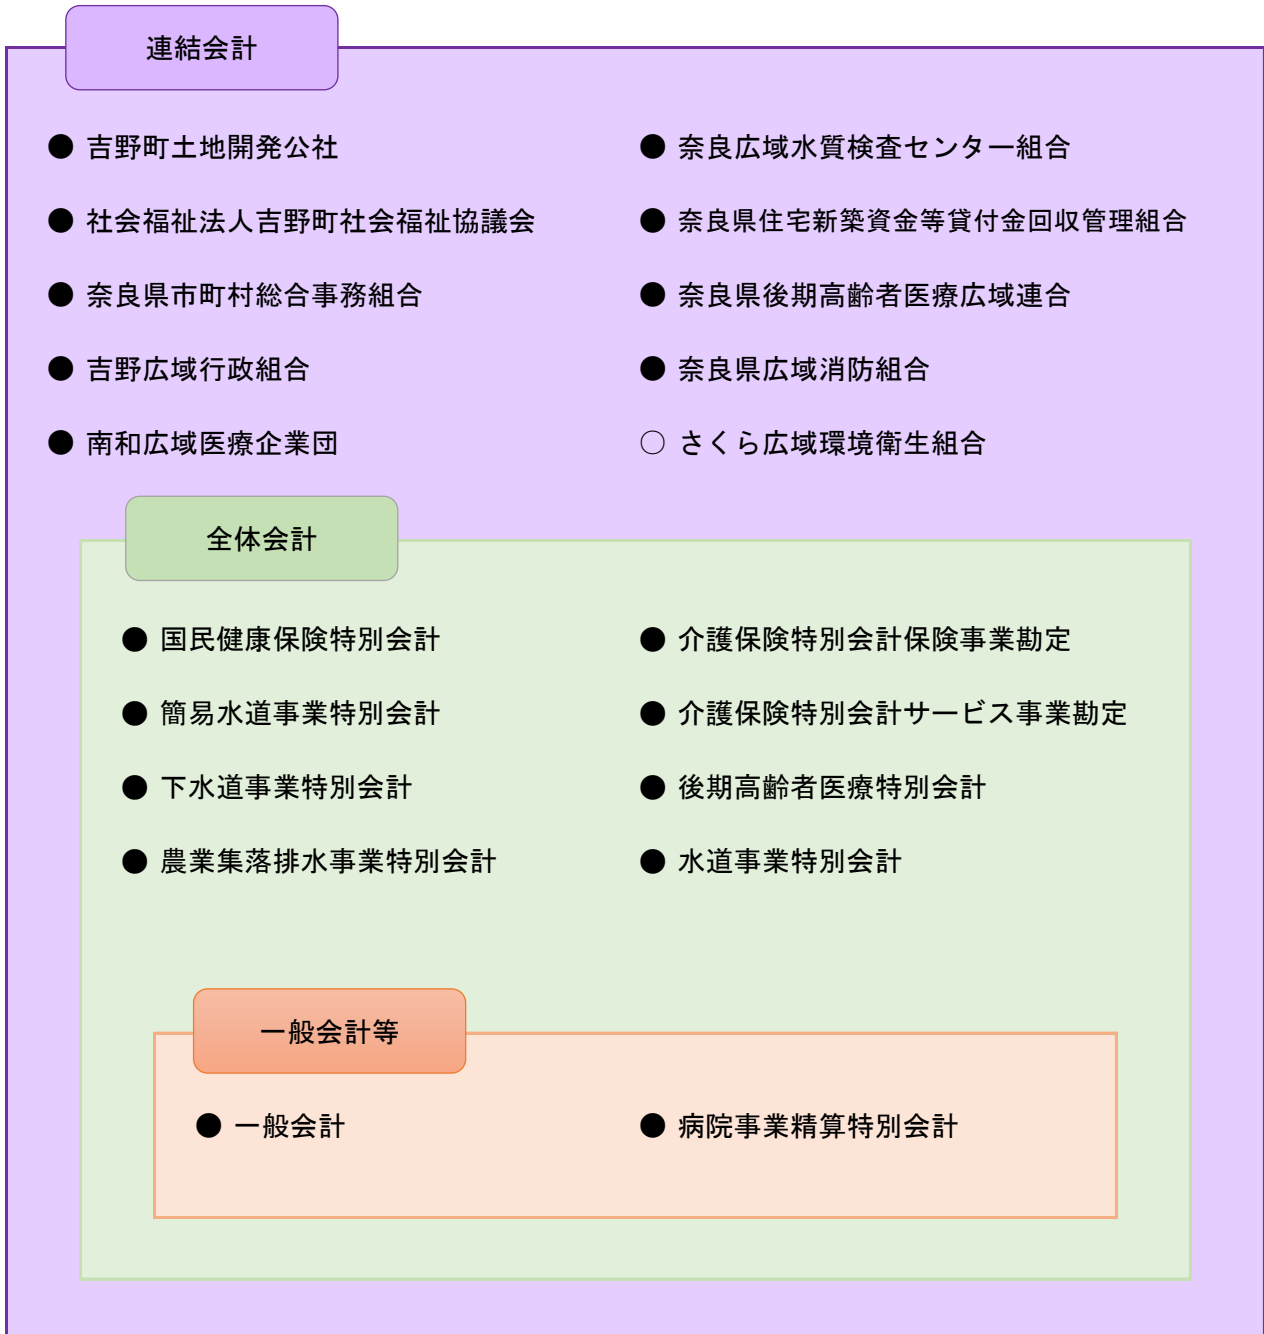 連結会計
● 吉野町土地開発公社
● 奈良広域水質検査センター組合
● 社会福祉法人吉野町社会福祉協議会
● 奈良県住宅新築資金等貸付金回収管理組合
● 奈良県市町村総合事務組合
● 奈良県後期高齢者医療広域連合
● 吉野広域行政組合
● 奈良県広域消防組合
● 南和広域医療企業団
○ さくら広域環境衛生組合
全体会計
● 国民健康保険特別会計
● 介護保険特別会計保険事業勘定
● 簡易水道事業特別会計
● 介護保険特別会計サービス事業勘定
● 下水道事業特別会計
● 後期高齢者医療特別会計
● 農業集落排水事業特別会計
● 水道事業特別会計
一般会計等
● 一般会計
● 病院事業精算特別会計